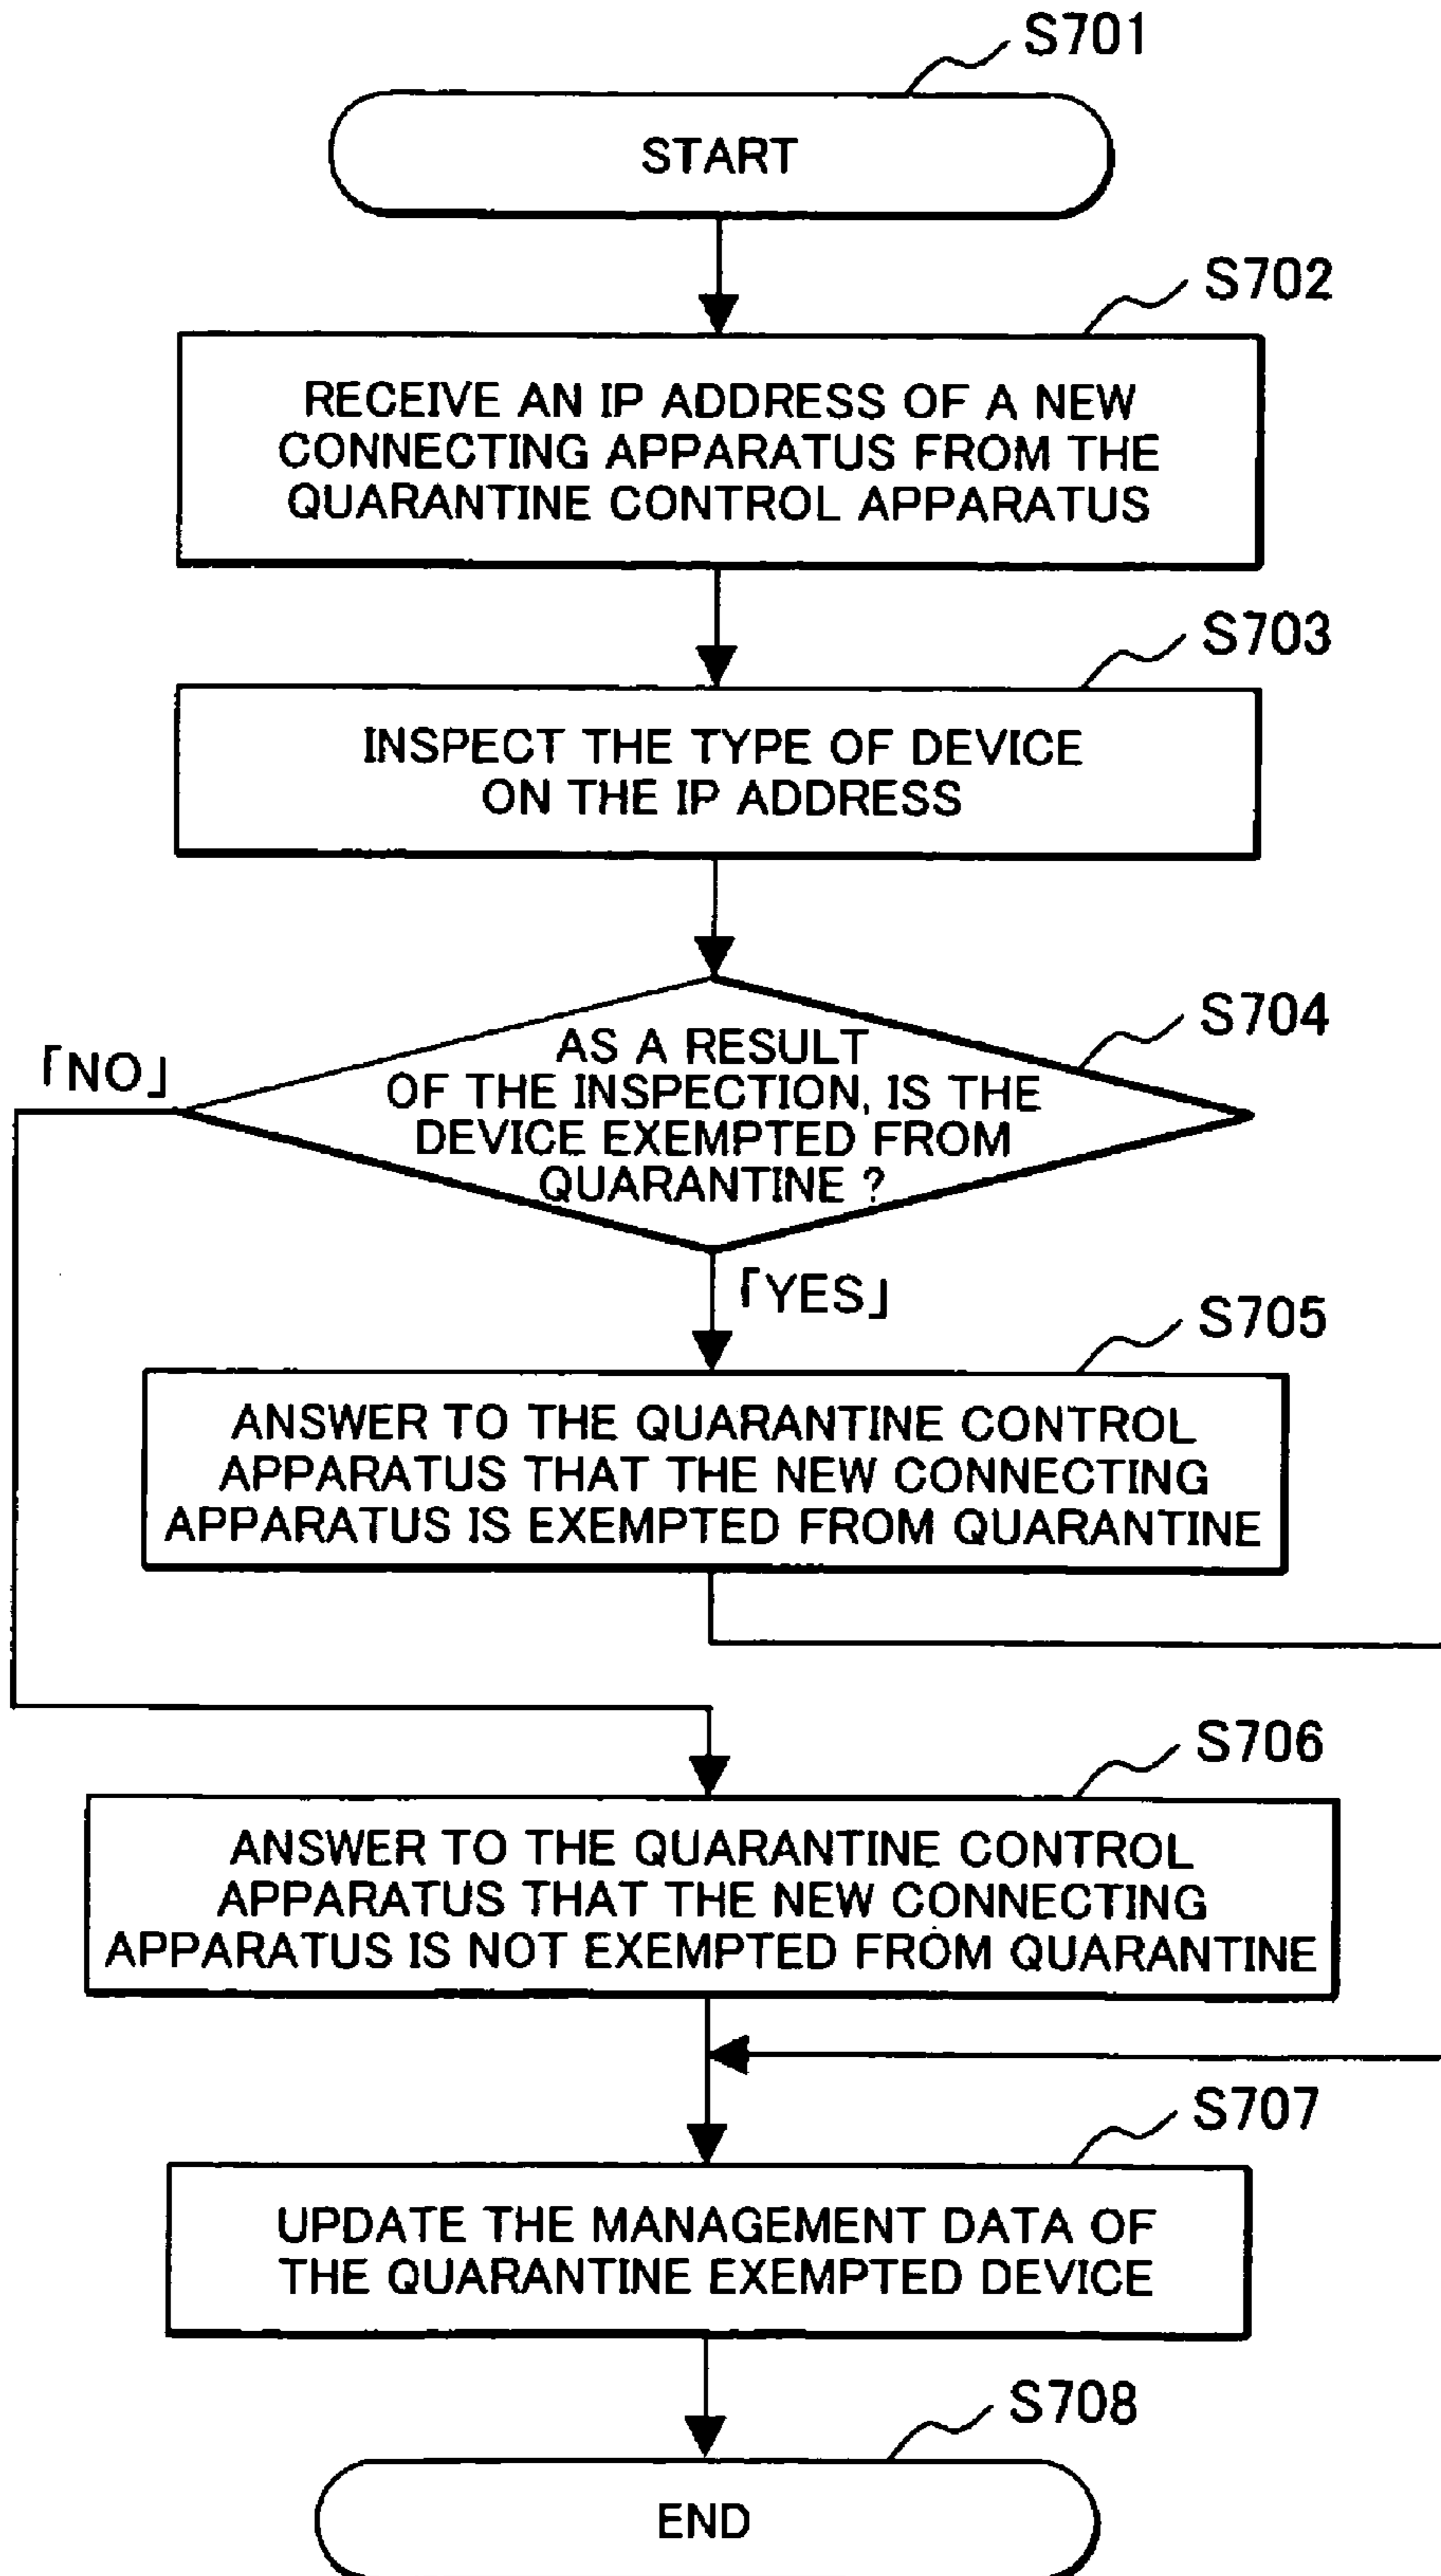 S701
START
S702
RECEIVE AN IP ADDRESS OF A NEW
CONNECTING APPARATUS FROM THE
QUARANTINE CONTROL APPARATUS
S703
INSPECT THE TYPE OF DEVICE
ON THE IP ADDRESS
S704
「NO」
AS A RESULT
OF THE INSPECTION, IS THE
DEVICE EXEMPTED FROM
QUARANTINE ?
「YES」
S705
ANSWER TO THE QUARANTINE CONTROL
APPARATUS THAT THE NEW CONNECTING
APPARATUS IS EXEMPTED FROM QUARANTINE
S706
ANSWER TO THE QUARANTINE CONTROL
APPARATUS THAT THE NEW CONNECTING
APPARATUS IS NOT EXEMPTED FROM QUARANTINE
S707
UPDATE THE MANAGEMENT DATA OF
THE QUARANTINE EXEMPTED DEVICE
S708
END